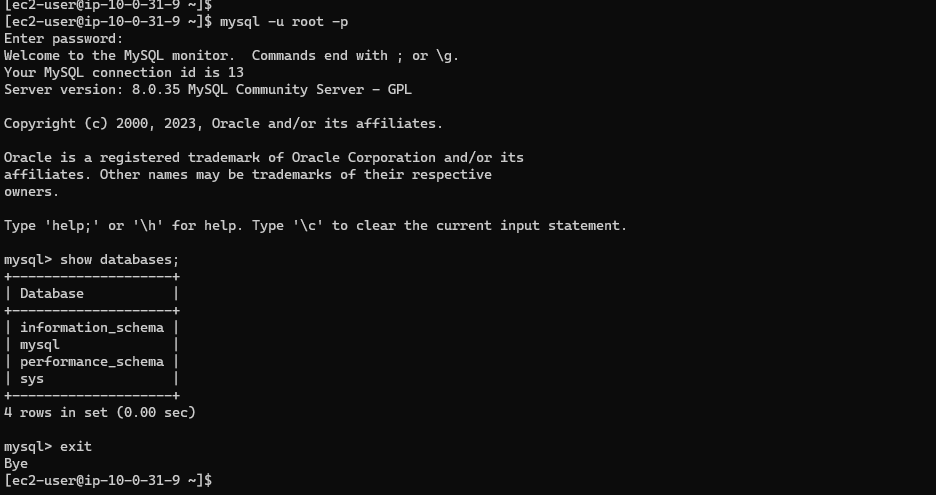 [ec2-user@ip-10-0-31-9 ~]$
[ec2-user@ip-10-0-31-9 ~]$ mysql -u root -p
Enter password:
Welcome to the MySQL monitor.  Commands end with ; or \g.
Your MySQL connection id is 13
Server version: 8.0.35 MySQL Community Server - GPL

Copyright (c) 2000, 2023, Oracle and/or its affiliates.

Oracle is a registered trademark of Oracle Corporation and/or its
affiliates. Other names may be trademarks of their respective
owners.

Type 'help;' or '\h' for help. Type '\c' to clear the current input statement.

mysql> show databases;
+--------------------+
| Database           |
+--------------------+
| information_schema |
| mysql              |
| performance_schema |
| sys                |
+--------------------+
4 rows in set (0.00 sec)

mysql> exit
Bye
[ec2-user@ip-10-0-31-9 ~]$